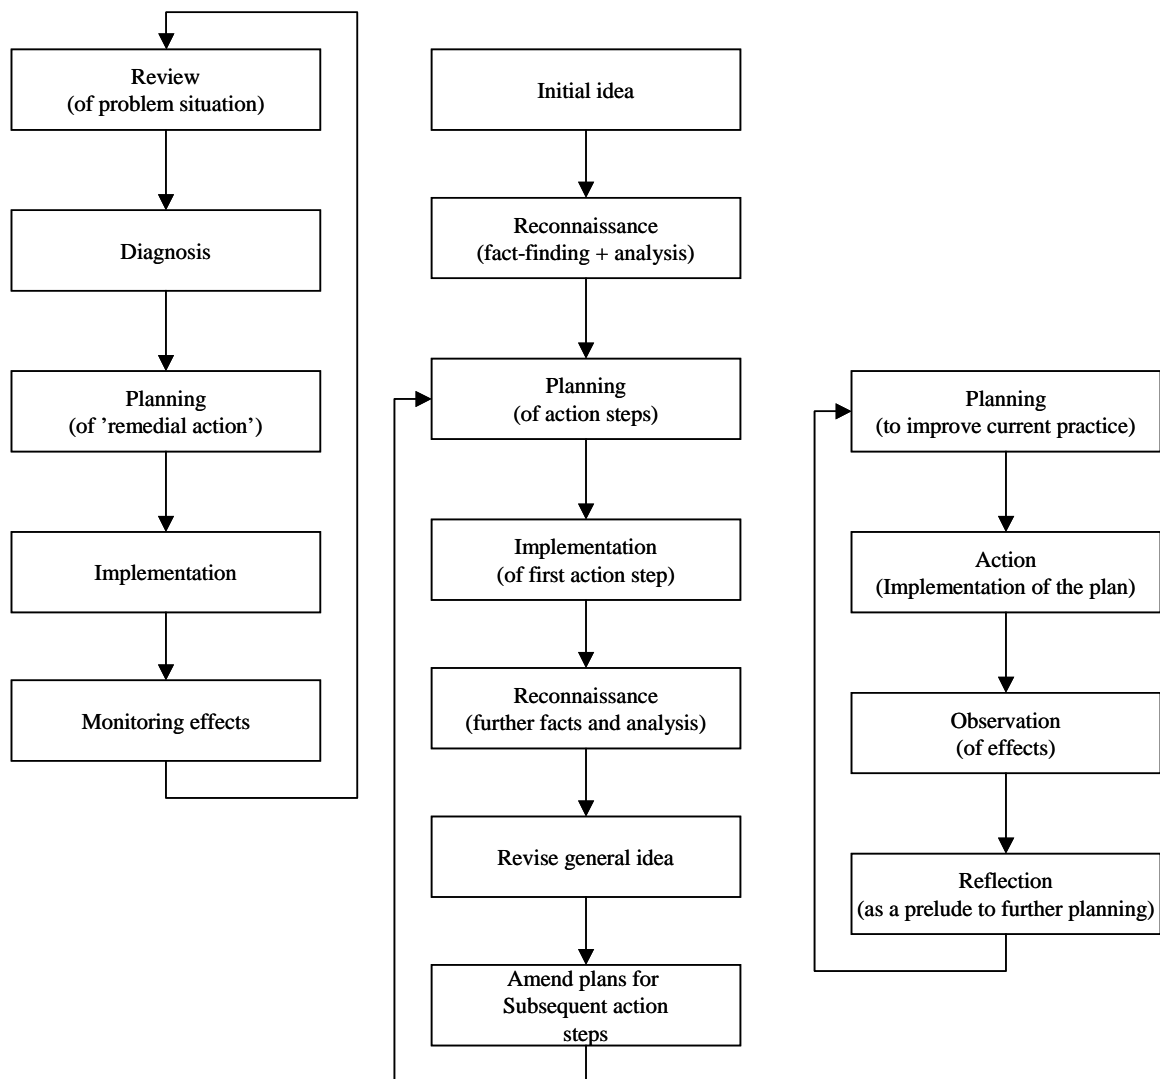 Review
(of problem situation)
Diagnosis
Planning
(of ’remedial action’)
Implementation
Monitoring effects
Initial idea
Reconnaissance
(fact-finding + analysis)
Planning
(of action steps)
Implementation
(of first action step)
Reconnaissance
(further facts and analysis)
Revise general idea
Amend plans for
Subsequent action
steps
Planning
(to improve current practice)
Action
(Implementation of the plan)
Observation
(of effects)
Reflection
(as a prelude to further planning)